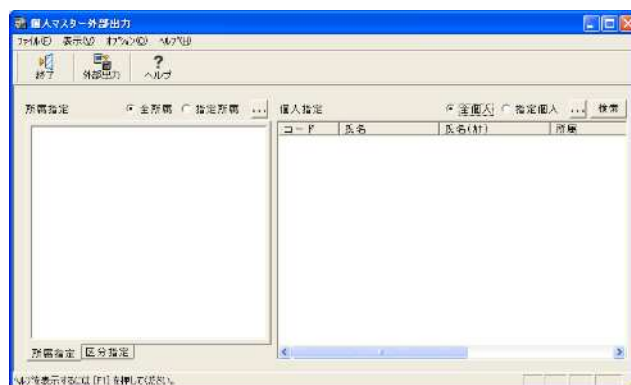 個人マスター外部出力
ファイル(F) 表示(V) オプション(O) ヘルプ(H)
終了 外部出力 ヘルプ
所属指定 全所属 指定所属 ... 個人指定 全個人 指定個人 ... 検索
コード 氏名 氏名(カナ) 所属
所属指定 区分指定
ヘルプを表示するには [F1] を押してください。